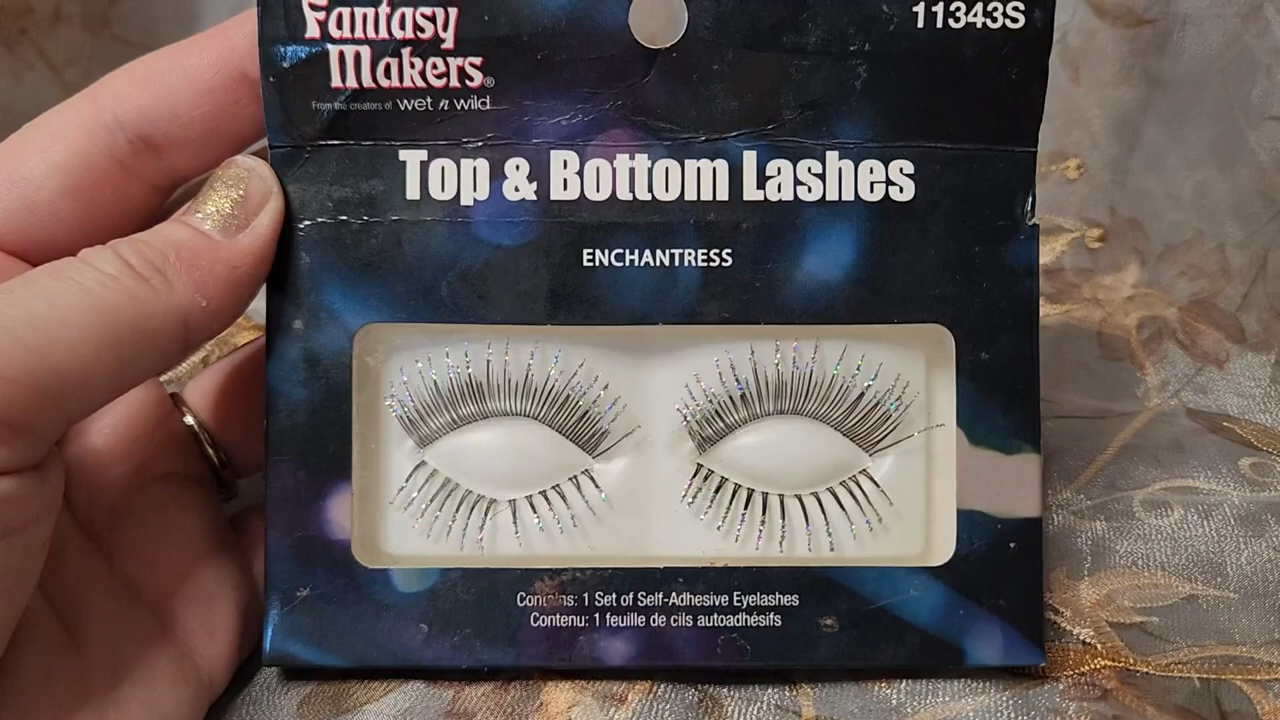 Fantasy
Makers®
From the creators of wet n wild
11343S
Top & Bottom Lashes
ENCHANTRESS
Contains: 1 Set of Self-Adhesive Eyelashes
Contenu: 1 feuille de cils autoadhésifs